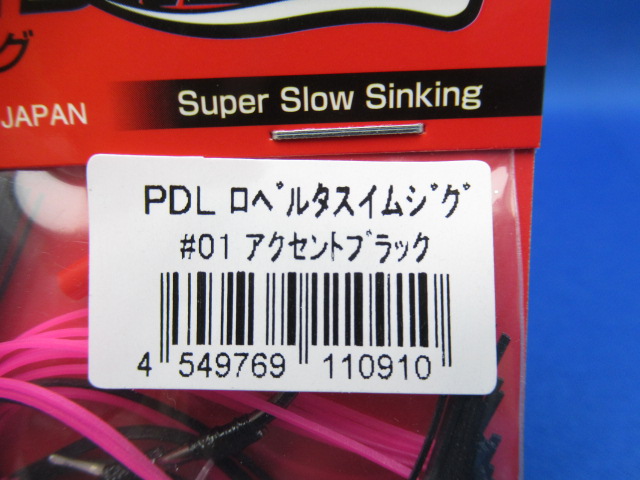 グ
JAPAN
Super Slow Sinking
PDL ロベルタスイムジグ
#01 アクセントブラック
4 549769 110910